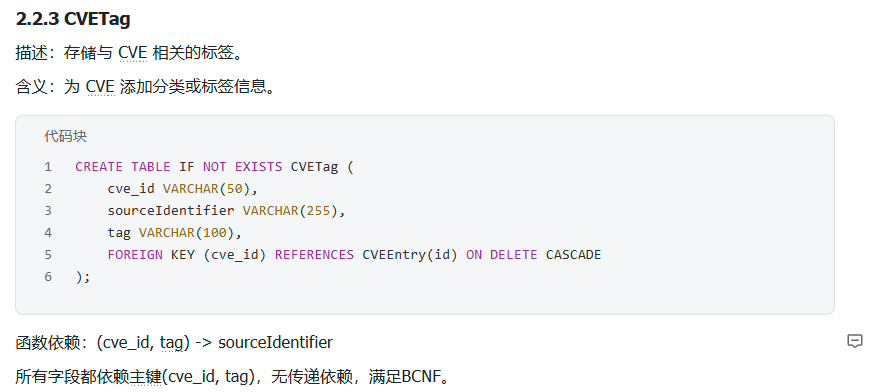 2.2.3 CVETag
描述：存储与 CVE 相关的标签。
含义：为 CVE 添加分类或标签信息。
代码块
1 CREATE TABLE IF NOT EXISTS CVETag (
2     cve_id VARCHAR(50),
3     sourceIdentifier VARCHAR(255),
4     tag VARCHAR(100),
5     FOREIGN KEY (cve_id) REFERENCES CVEEntry(id) ON DELETE CASCADE
6 );
函数依赖：(cve_id, tag) -> sourceIdentifier
所有字段都依赖主键(cve_id, tag)，无传递依赖，满足BCNF。